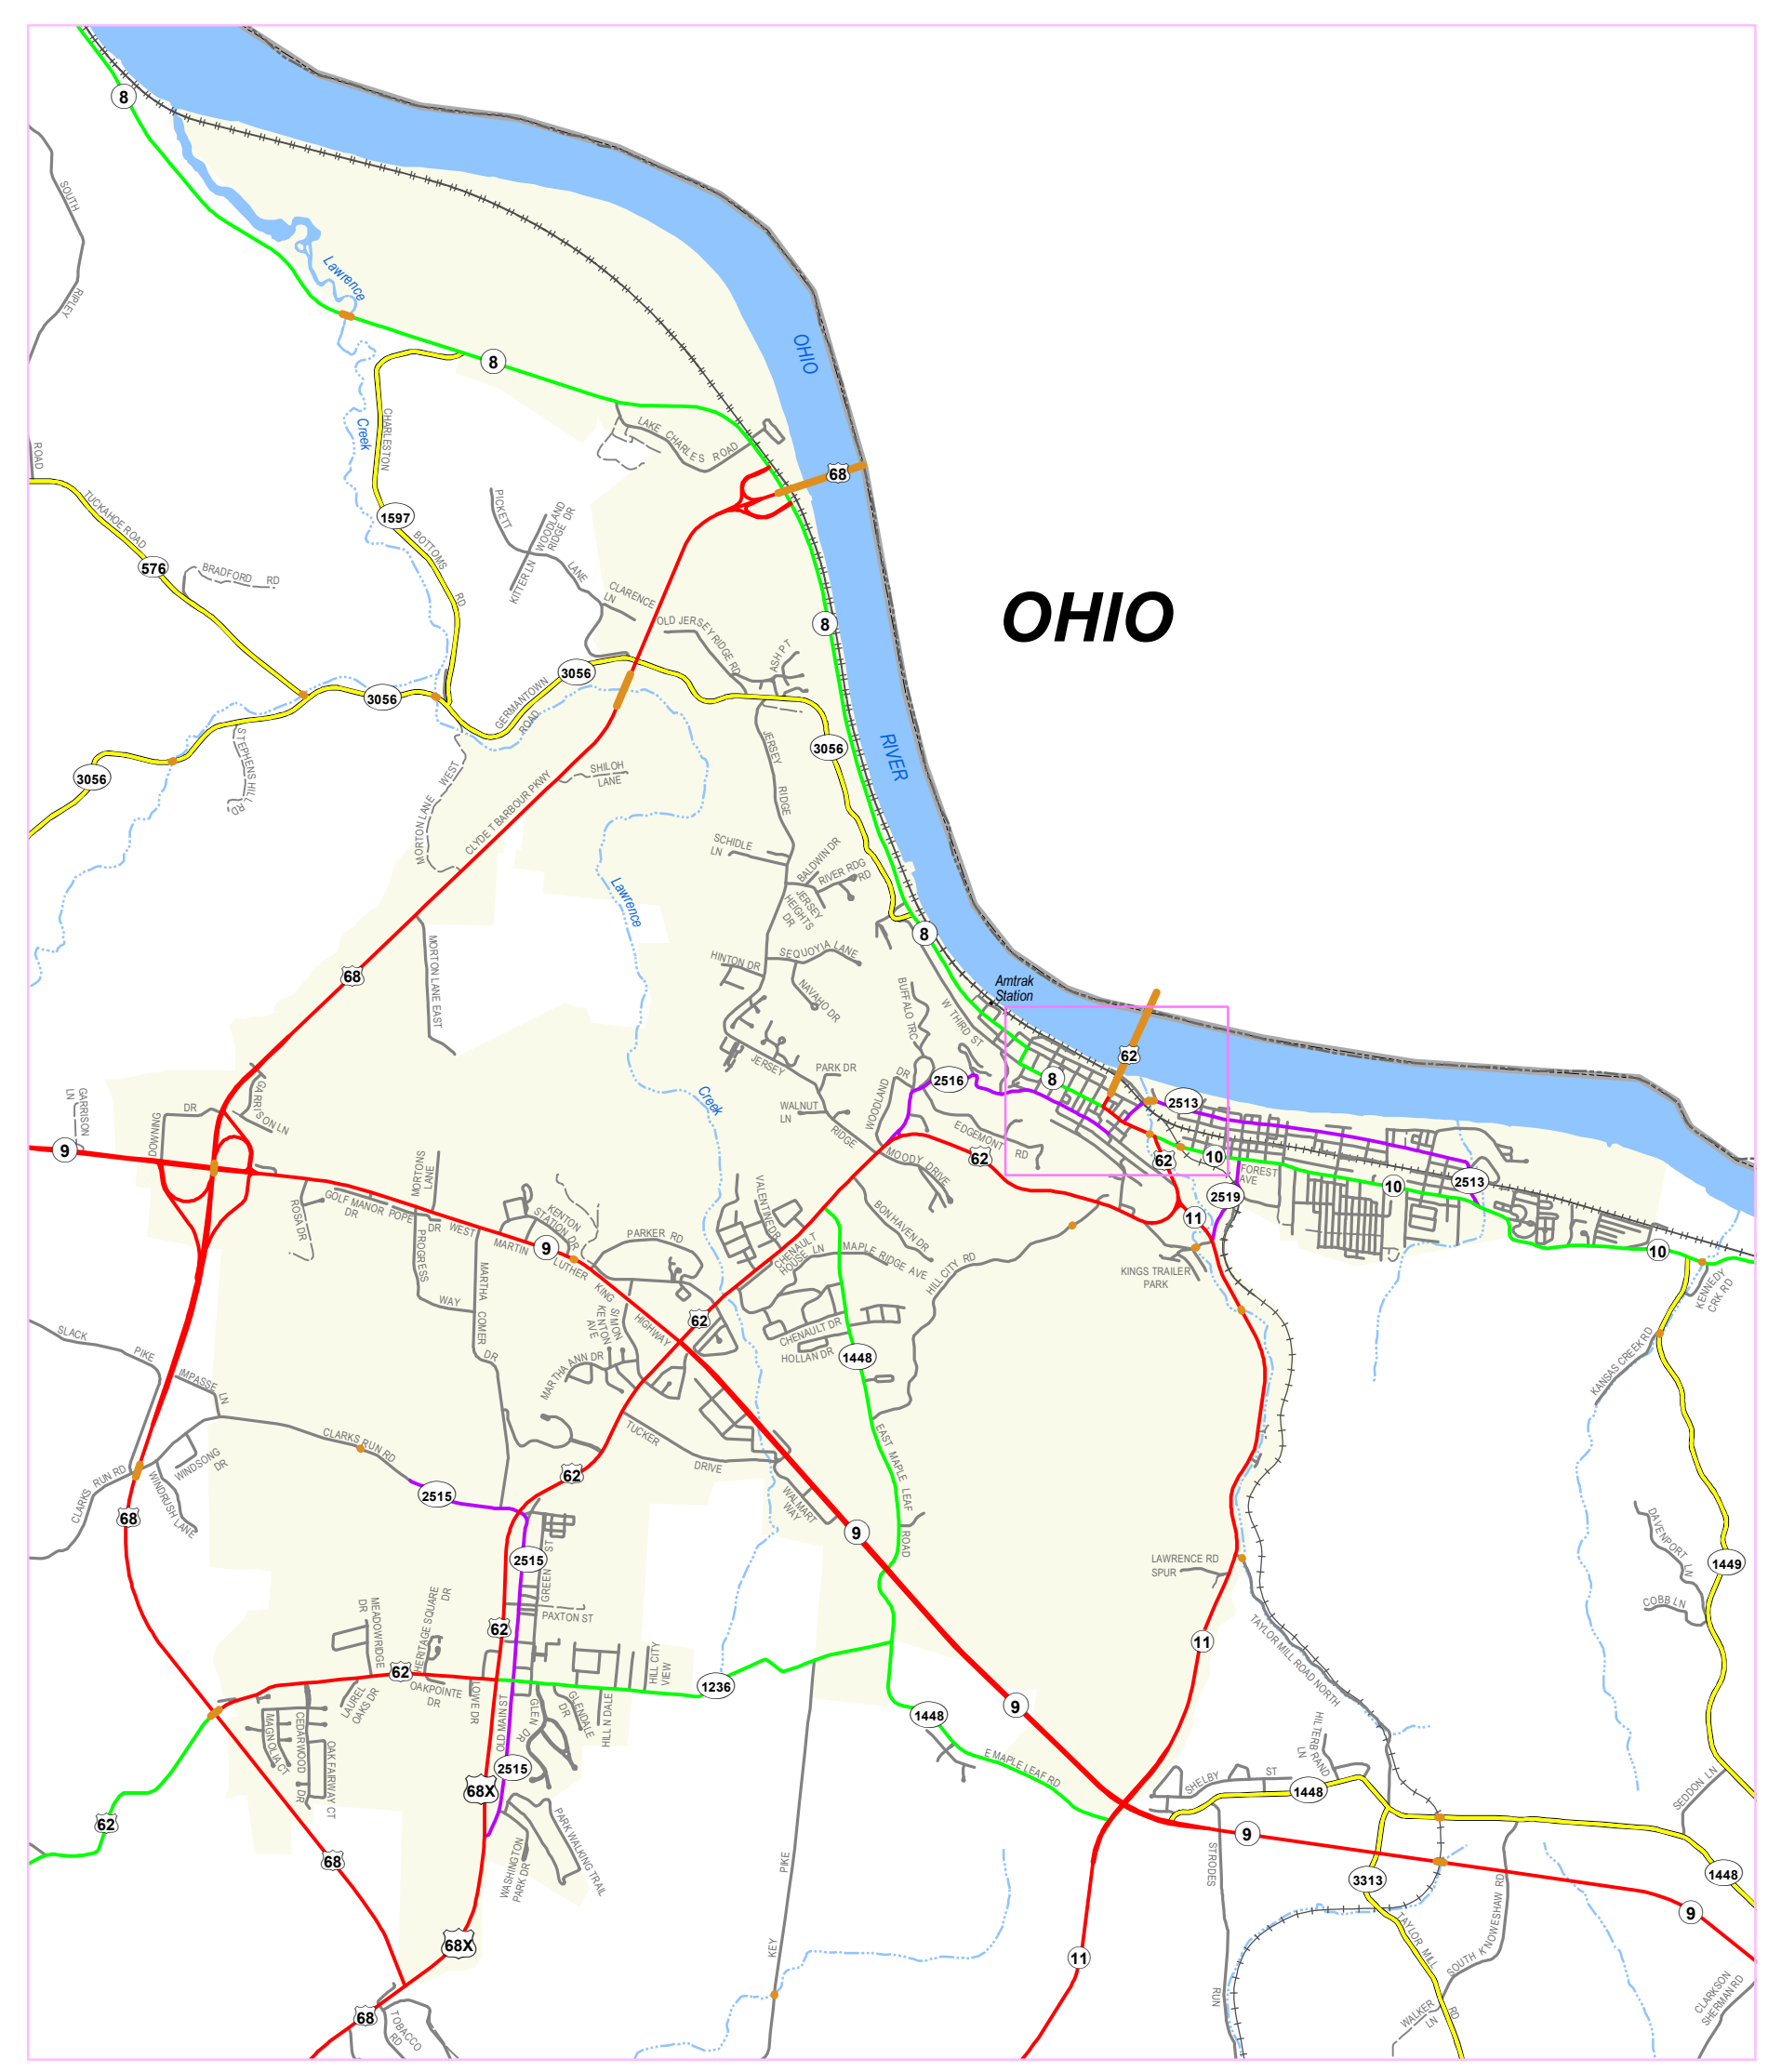 8
SOUTH
RIPLEY
Lawrence
8
OHIO
Creek
CHARLESTON
LAKE CHARLES ROAD
ROAD
68
TUCKAHOE ROAD
1597
BOTTOMS
RD
PICKETT
WOODLAND
RIDGE DR
KITTER LN
LANE
576
BRADFORD RD
CLARENCE
LN
OHIO
8
OLD JERSEY RIDGE RD
ASH PT
3056
3056
GERMANTOWN
ROAD
3056
3056
STEPHENS HILL
RD
JERSEY
RIDGE
RIVER
SHILOH
LANE
MORTON LANE WEST
CLYDE T BARBOUR PKWY
SCHIDLE
LN
BALDWIN DR
RIVER RDG
RD
JERSEY
HEIGHTS
DR
Lawrence
8
MORTON LANE EAST
68
HINTON DR
SEQUOYIA LANE
NAVAHO DR
BUFFALO TRC
W THIRD ST
Amtrak
Station
62
JERSEY
PARK DR
DR
2516
8
2513
Creek
WALNUT
LN
RIDGE
WOODLAND
EDGEMONT
RD
GARRISON
LN
DOWNING
DR
GARRISON LN
9
62
MOODY DRIVE
62
10
FOREST
AVE
10
2513
2519
11
10
MORTONS
LANE
ROSA DR
GOLF MANOR
DR
POPE
DR
WEST
PROGRESS
WAY
MARTIN
9
LUTHER
KING
HIGHWAY
KENTON
STATION DR
PARKER RD
VALENTINE DR
CHENAULT
HOUSE LN
MAPLE RIDGE AVE
BON HAVEN DR
HILL CITY RD
KINGS TRAILER
PARK
KENNEDY
CRK RD
KANSAS CREEK RD
62
CHENAULT DR
HOLLAN DR
1448
SLACK
PIKE
IMPASSE
LN
MARTHA
COMER
DR
SIMON
KENTON
AVE
MARTHA ANN DR
TUCKER
DRIVE
62
CLARKS RUN RD
CLARKS RUN RD
WINDSONG
DR
WINDRUSH LANE
68
2515
WALMART
WAY
9
EAST MAPLE LEAF
ROAD
2515
GREEN ST
PAXTON ST
LAWRENCE RD
SPUR
DAVENPORT LN
1449
COBB LN
62
MEADOWRIDGE
DR
HERITAGE SQUARE
DR
62
LAUREL
OAKS DR
OAKPOINTE
DR
LOWE DR
OLD MAIN ST
GLEN
DR
GLENDALE
DR
HILL N DALE
HILL CITY
VIEW
1236
11
TAYLOR MILL ROAD NORTH
9
1448
E MAPLE LEAF RD
MAGNOLIA CT
CEDARWOOD
DR
OAK FAIRWAY CT
68X
2515
WASHINGTON
PARK DR
PARK WALKING TRAIL
62
68
PIKE
KEY
SHELBY
ST
HILTERBRAND
LN
1448
SEDDON LN
9
STRODES
RUN
3313
1448
SOUTH K'NOWESHAW RD
9
68X
11
TAYLOR MILL
RD
WALKER
LN
CLARKSON
SHERMAN RD
68
TOBACCO
RD